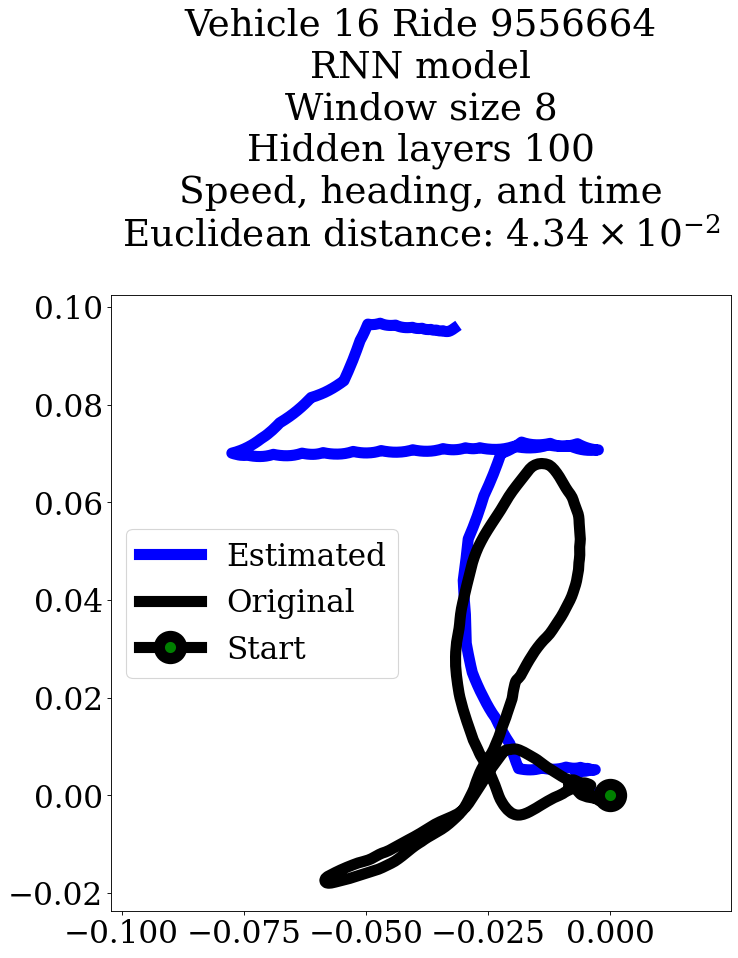 Vehicle 16 Ride 9556664
RNN model
Window size 8
Hidden layers 100
Speed, heading, and time
Euclidean distance: 4.34 × 10⁻²
0.10
0.08
0.06
0.04
0.02
0.00
−0.02
Estimated
Original
Start
−0.100 −0.075 −0.050 −0.025 0.000